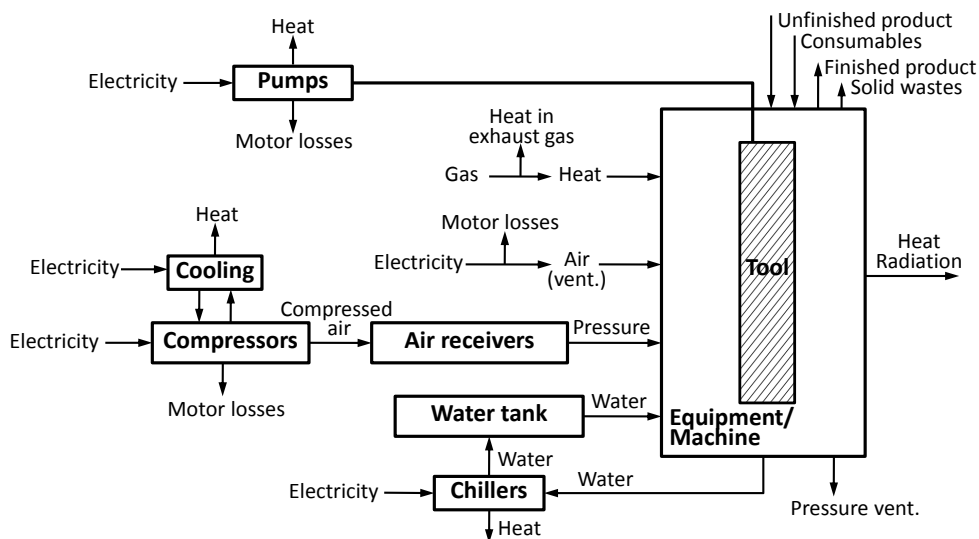 Unfinished product
Consumables
Finished product
Solid wastes
Heat
Electricity
Pumps
Motor losses
Heat in
exhaust gas
Gas
Heat
Motor losses
Electricity
Air
(vent.)
Tool
Heat
Radiation
Heat
Electricity
Cooling
Electricity
Compressors
Compressed
air
Air receivers
Pressure
Motor losses
Water tank
Water
Equipment/
Machine
Water
Electricity
Chillers
Water
Heat
Pressure vent.